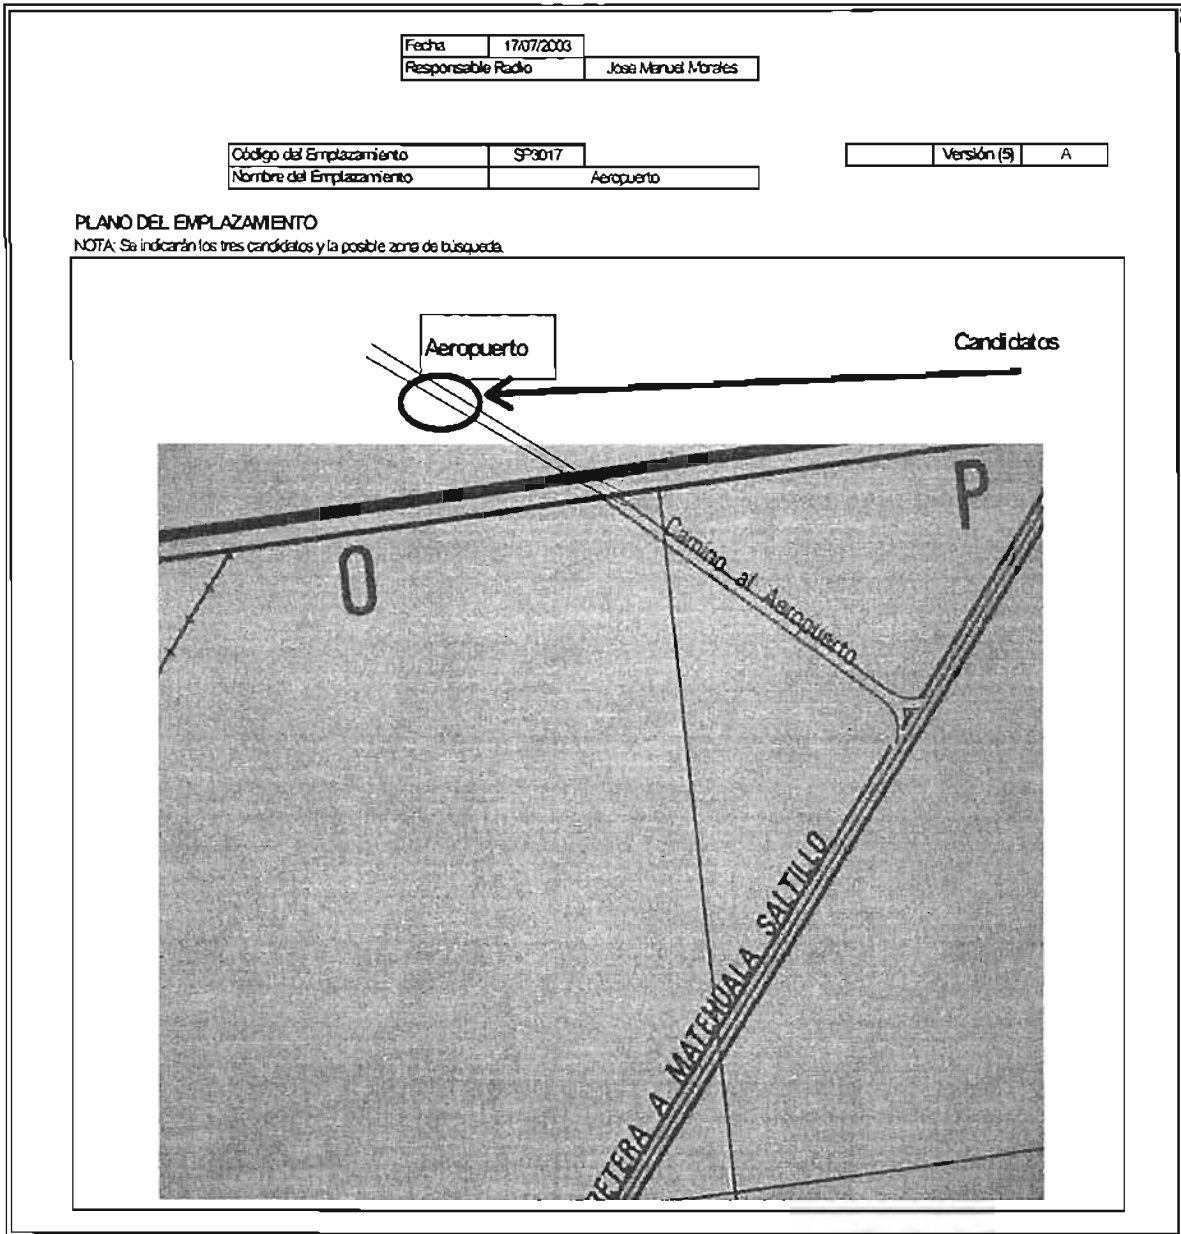 Fecha 17/07/2003
Responsable Radio Jose Manuel Morales
Código del Emplazamiento SP3017
Versión (5) A
Nombre del Emplazamiento Aeropuerto
PLANO DEL EMPLAZAMIENTO
NOTA: Se indicarán los tres candidatos y la posible zona de búsqueda.
Aeropuerto
Candidatos
P
O
Camino al Aeropuerto
RETERA A MATEHUALA SALTILLO